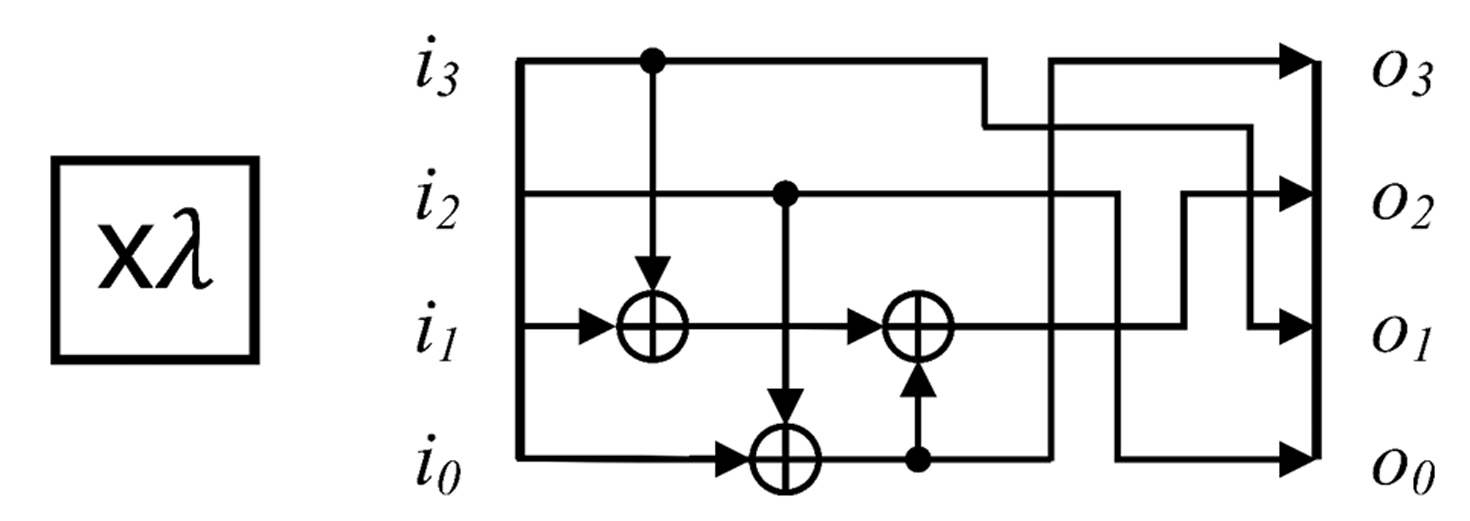 i₃ o₃
i₂ o₂
xλ
i₁ o₁
i₀ o₀